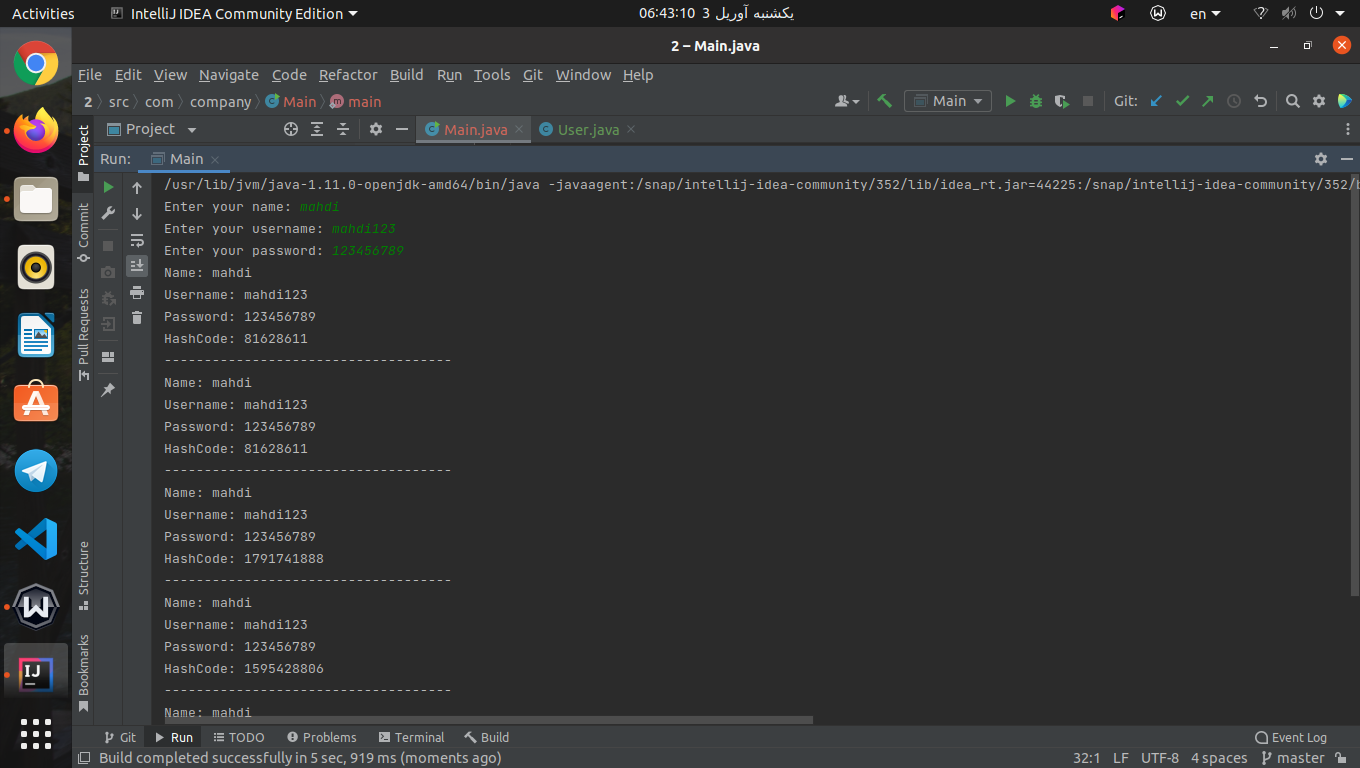 Activities IntelliJ IDEA Community Edition یکشنبه آوریل 3 06:43:10 en
2 – Main.java
File Edit View Navigate Code Refactor Build Run Tools Git Window Help
2 src com company Main main Main Git:
Project Main.java User.java
Run: Main
/usr/lib/jvm/java-1.11.0-openjdk-amd64/bin/java -javaagent:/snap/intellij-idea-community/352/lib/idea_rt.jar=44225:/snap/intellij-idea-community/352/b
Enter your name: mahdi
Enter your username: mahdi123
Enter your password: 123456789
Name: mahdi
Username: mahdi123
Password: 123456789
HashCode: 81628611
------------------------------------
Name: mahdi
Username: mahdi123
Password: 123456789
HashCode: 81628611
------------------------------------
Name: mahdi
Username: mahdi123
Password: 123456789
HashCode: 1791741888
------------------------------------
Name: mahdi
Username: mahdi123
Password: 123456789
HashCode: 1595428806
------------------------------------
Name: mahdi
Project
Commit
Pull Requests
Structure
Bookmarks
Git Run TODO Problems Terminal Build Event Log
Build completed successfully in 5 sec, 919 ms (moments ago) 32:1 LF UTF-8 4 spaces master